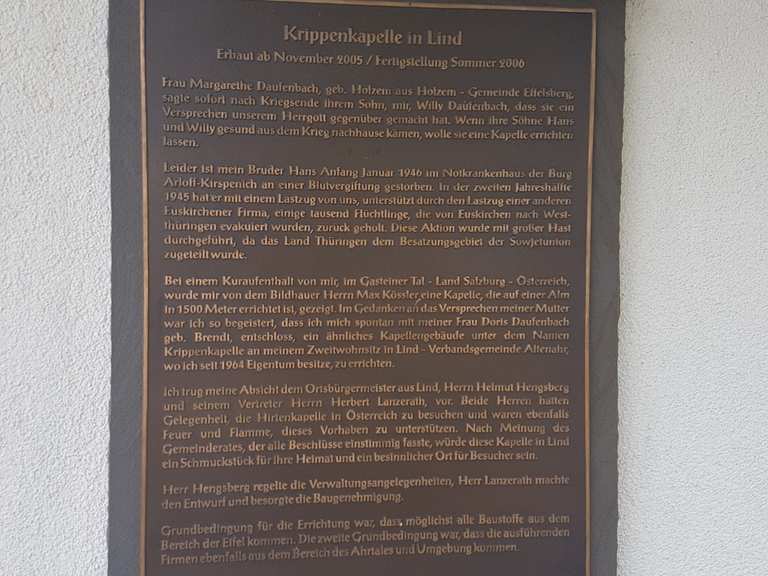 Krippenkapelle in Lind
Erbaut ab November 2005 / Fertigstellung Sommer 2006
Frau Margarethe Daufenbach, geb. Holzem aus Holzem - Gemeinde Effelsberg,
sagte sofort nach Kriegsende ihrem Sohn, mir, Willy Daufenbach, dass sie ein
Versprechen unserem Herrgott gegenüber gemacht hat. Wenn ihre Söhne Hans
und Willy gesund aus dem Krieg nachhause kämen, wolle sie eine Kapelle errichten
lassen.
Leider ist mein Bruder Hans Anfang Januar 1946 im Notkrankenhaus der Burg
Arloff-Kirspenich an einer Blutvergiftung gestorben. In der zweiten Jahreshälfte
1945 hat er mit einem Lastzug von uns, unterstützt durch den Lastzug einer anderen
Euskirchener Firma, einige tausend Flüchtlinge, die von Euskirchen nach West-
thüringen evakuiert wurden, zurück geholt. Diese Aktion wurde mit großer Hast
durchgeführt, da das Land Thüringen dem Besatzungsgebiet der Sowjetunion
zugeteilt wurde.
Bei einem Kuraufenthalt von mir, im Gasteiner Tal - Land Salzburg - Österreich,
wurde mir von dem Bildhauer Herrn Max Kössler eine Kapelle, die auf einer Alm
in 1500 Meter errichtet ist, gezeigt. Im Gedanken an das Versprechen meiner Mutter
war ich so begeistert, dass ich mich spontan mit meiner Frau Doris Daufenbach
geb. Brendt, entschloss, ein ähnliches Kapellengebäude unter dem Namen
Krippenkapelle an meinem Zweitwohnsitz in Lind - Verbandsgemeinde Altenahr,
wo ich seit 1964 Eigentum besitze, zu errichten.
Ich trug meine Absicht dem Ortsbürgermeister aus Lind, Herrn Helmut Hengsberg
und seinem Vertreter Herrn Herbert Lanzerath, vor. Beide Herren hatten
Gelegenheit, die Hirtenkapelle in Österreich zu besuchen und waren ebenfalls
Feuer und Flamme, dieses Vorhaben zu unterstützen. Nach Meinung des
Gemeinderates, der alle Beschlüsse einstimmig fasste, würde diese Kapelle in Lind
ein Schmuckstück für ihre Heimat und ein besinnlicher Ort für Besucher sein.
Herr Hengsberg regelte die Verwaltungsangelegenheiten, Herr Lanzerath machte
den Entwurf und besorgte die Baugenehmigung.
Grundbedingung für die Errichtung war, dass möglichst alle Baustoffe aus dem
Bereich der Eifel kommen. Die zweite Grundbedingung war, dass die ausführenden
Firmen ebenfalls aus dem Bereich des Ahrtales und Umgebung kommen.